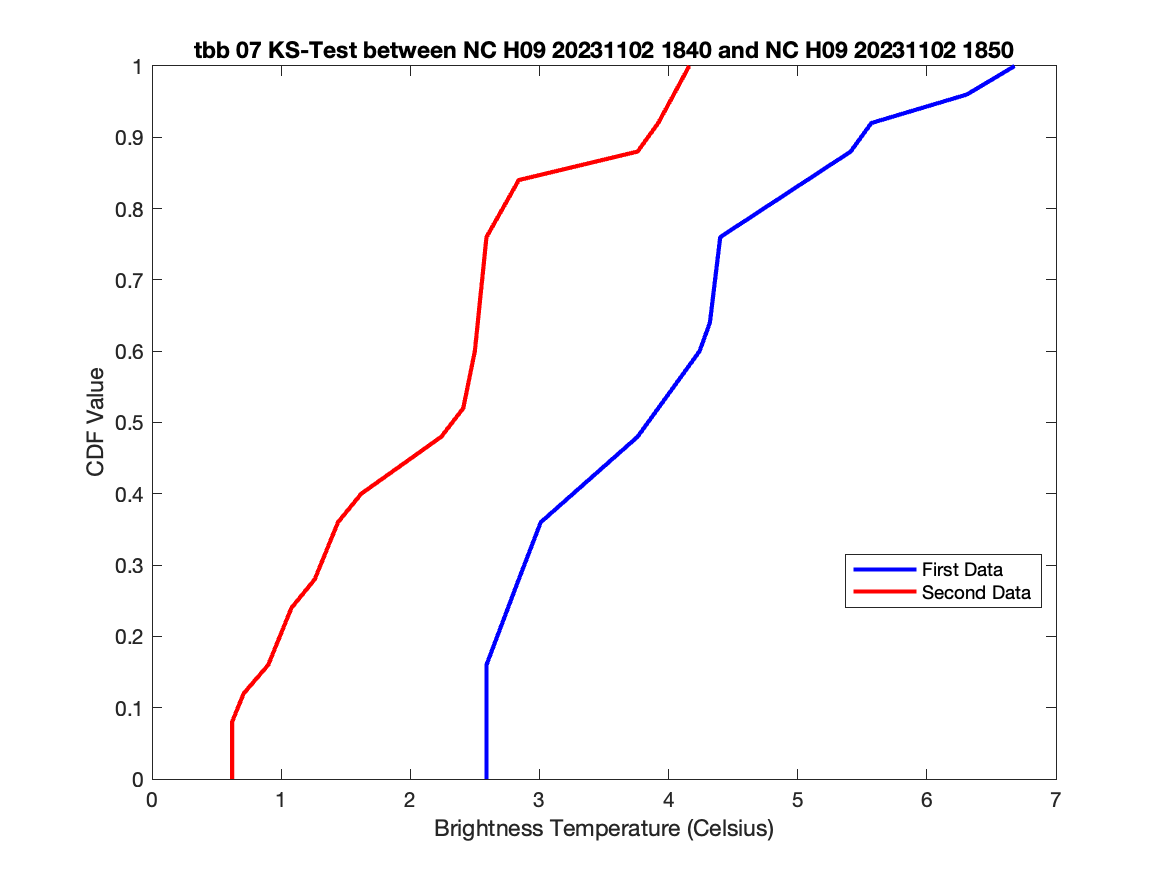 tbb 07 KS-Test between NC H09 20231102 1840 and NC H09 20231102 1850
1
0.9
0.8
0.7
0.6
0.5
0.4
0.3
0.2
0.1
0
CDF Value
First Data
Second Data
0 1 2 3 4 5 6 7
Brightness Temperature (Celsius)